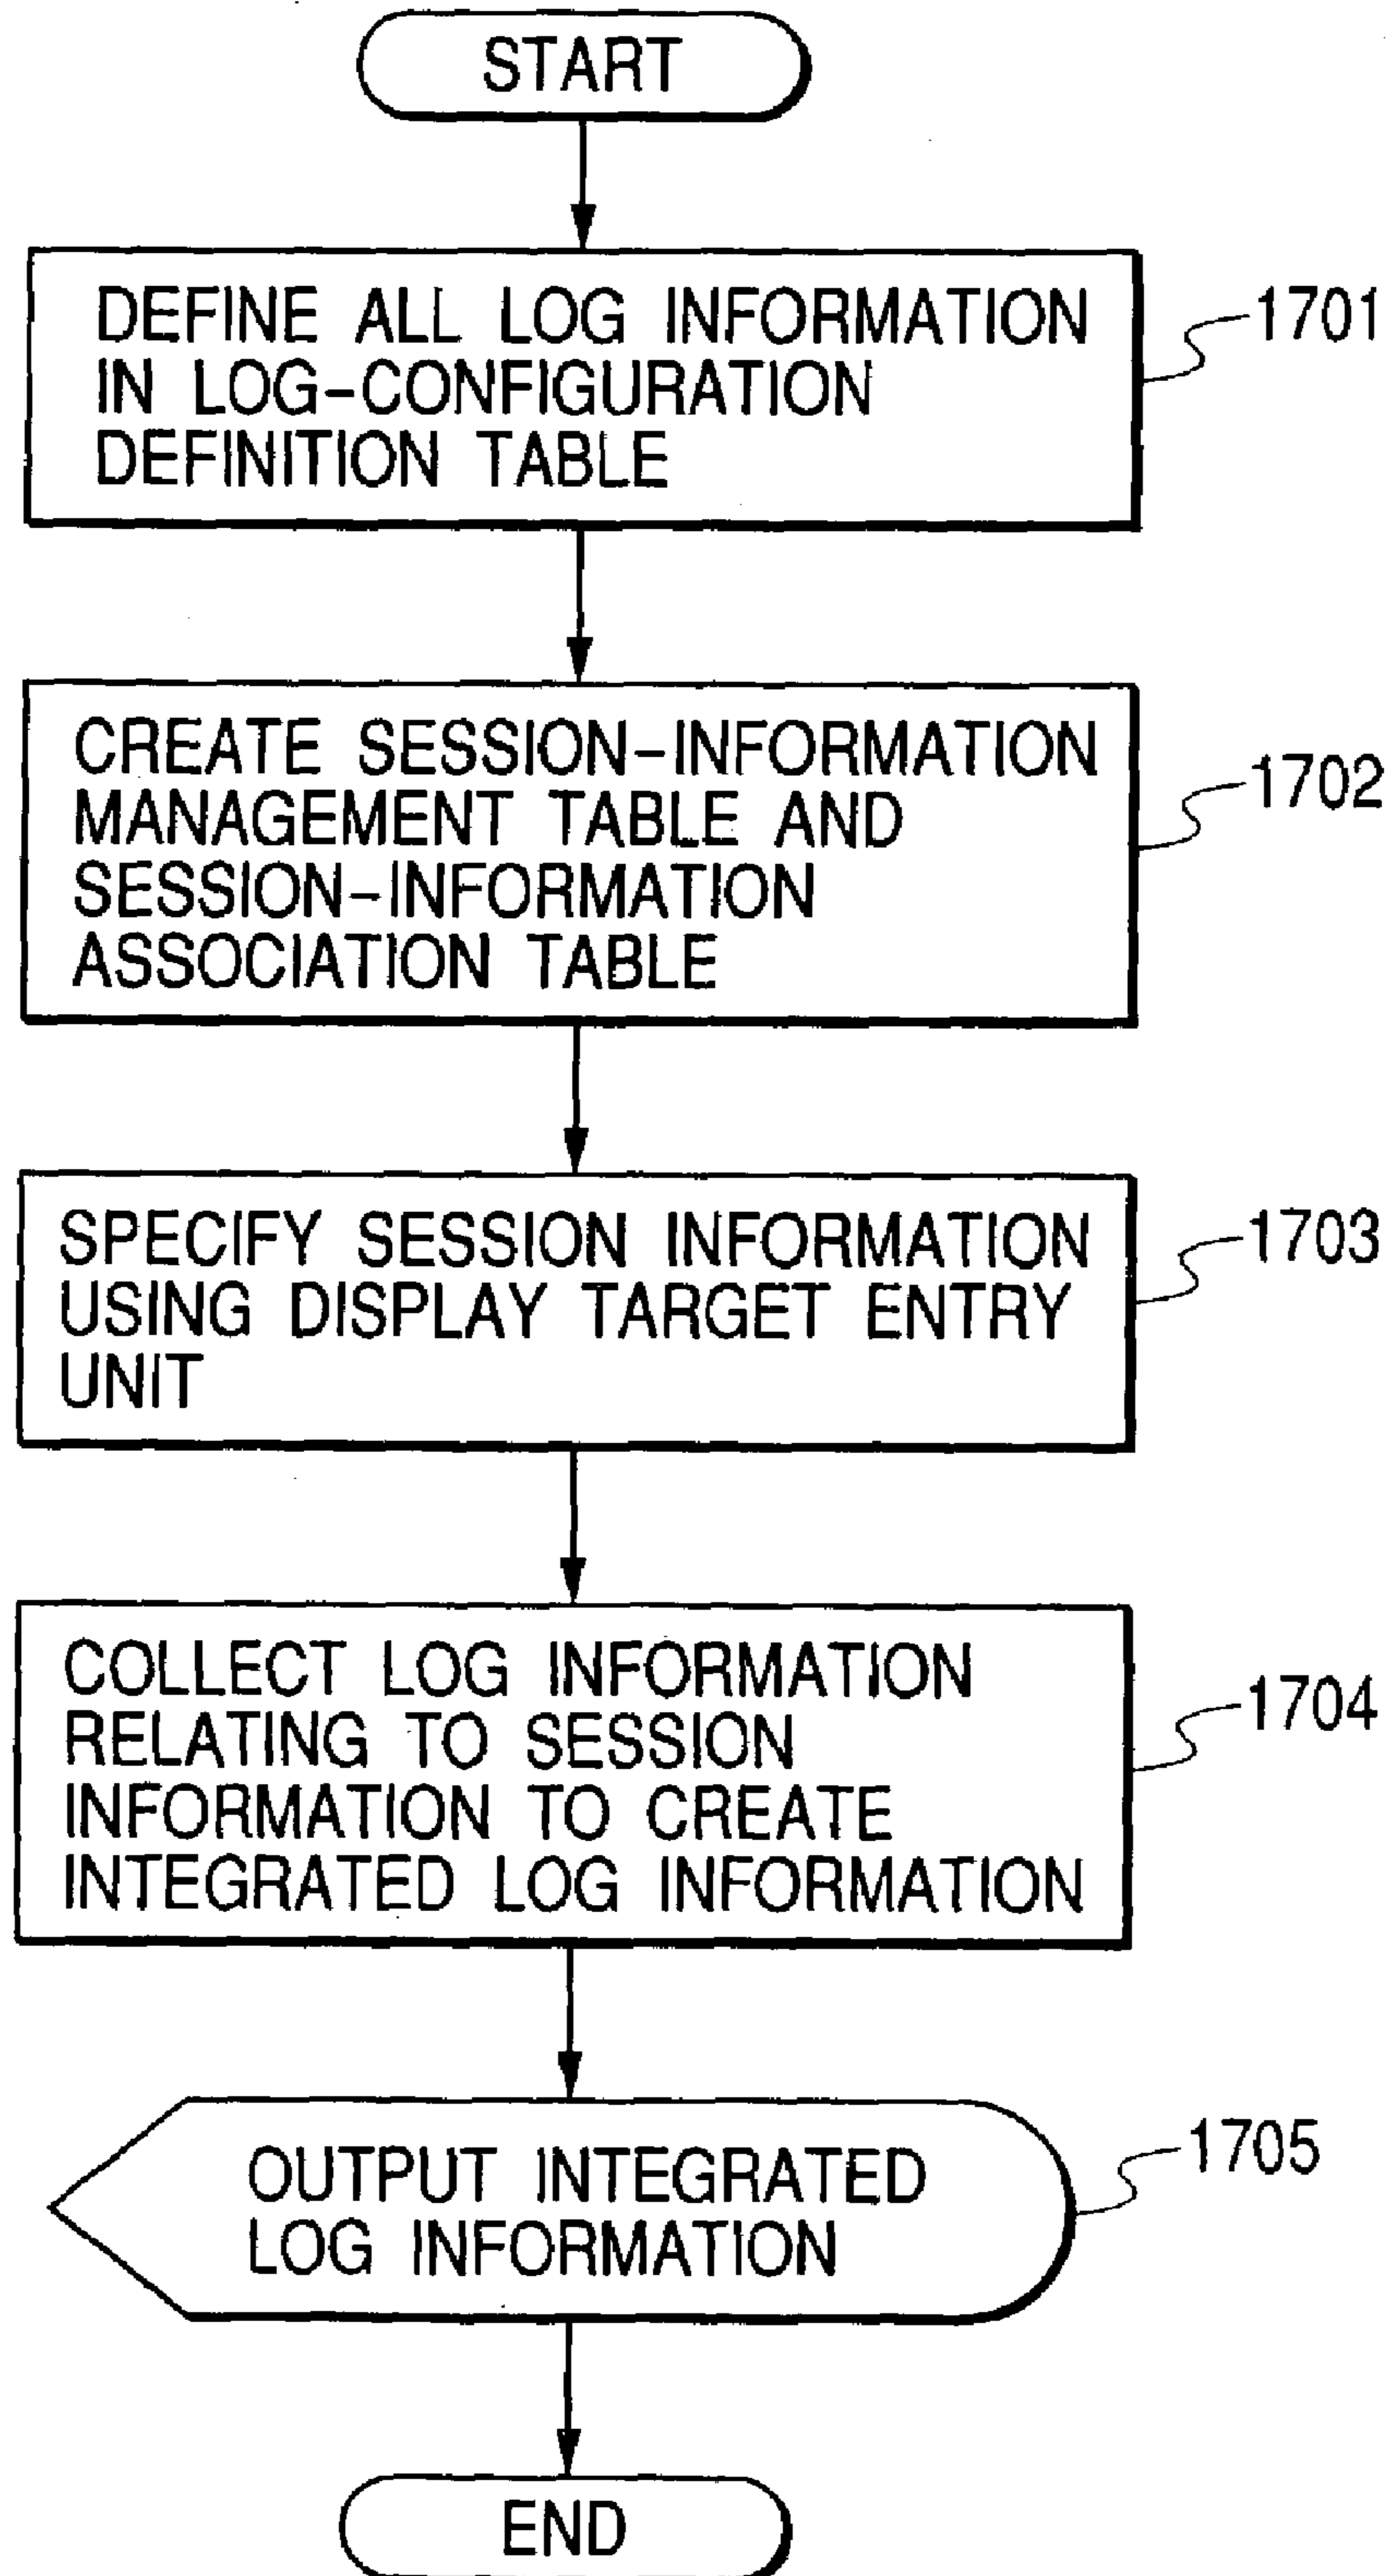 START
DEFINE ALL LOG INFORMATION
IN LOG-CONFIGURATION
DEFINITION TABLE
1701
CREATE SESSION-INFORMATION
MANAGEMENT TABLE AND
SESSION-INFORMATION
ASSOCIATION TABLE
1702
SPECIFY SESSION INFORMATION
USING DISPLAY TARGET ENTRY
UNIT
1703
COLLECT LOG INFORMATION
RELATING TO SESSION
INFORMATION TO CREATE
INTEGRATED LOG INFORMATION
1704
OUTPUT INTEGRATED
LOG INFORMATION
1705
END